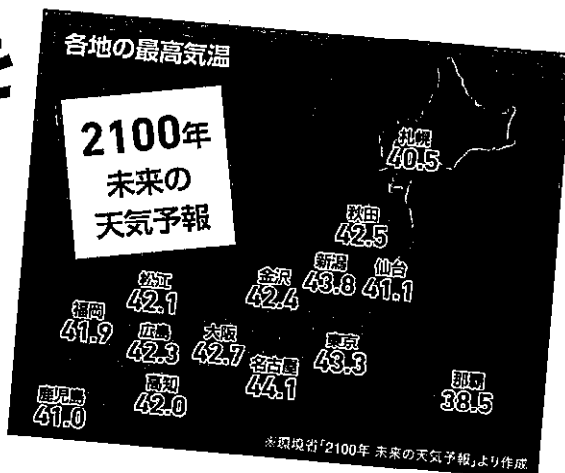 を
各地の最高気温
2100年
未来の
天気予報
札幌
40.5
秋田
42.5
新潟
43.8
仙台
41.1
金沢
42.4
松江
42.1
福岡
41.9
広島
42.3
大阪
42.7
名古屋
44.1
東京
43.3
高知
42.0
鹿児島
41.0
那覇
38.5
※環境省「2100年 未来の天気予報」より作成